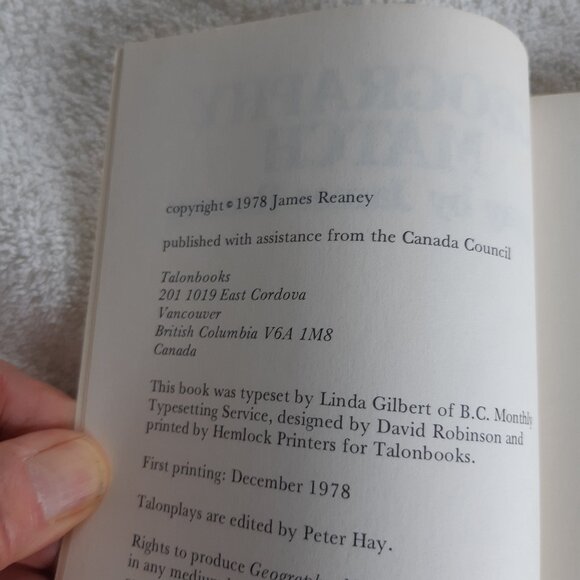 copyright © 1978 James Reaney
published with assistance from the Canada Council
Talonbooks
201 1019 East Cordova
Vancouver
British Columbia V6A 1M8
Canada
This book was typeset by Linda Gilbert of B.C. Monthly
Typesetting Service, designed by David Robinson and
printed by Hemlock Printers for Talonbooks.
First printing: December 1978
Talonplays are edited by Peter Hay.
Rights to produce
in any